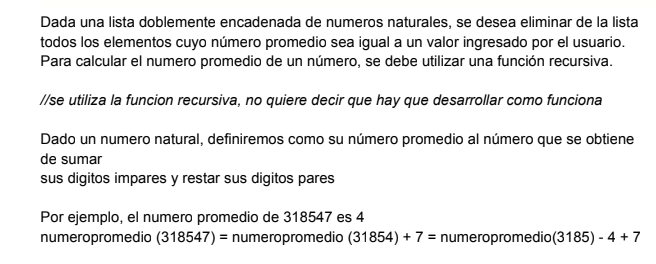 Dada una lista doblemente encadenada de numeros naturales, se desea eliminar de la lista
todos los elementos cuyo número promedio sea igual a un valor ingresado por el usuario.
Para calcular el numero promedio de un número, se debe utilizar una función recursiva.
//se utiliza la funcion recursiva, no quiere decir que hay que desarrollar como funciona
Dado un numero natural, definiremos como su número promedio al número que se obtiene
de sumar
sus digitos impares y restar sus digitos pares
Por ejemplo, el numero promedio de 318547 es 4
numeropromedio (318547) = numeropromedio (31854) + 7 = numeropromedio(3185) - 4 + 7